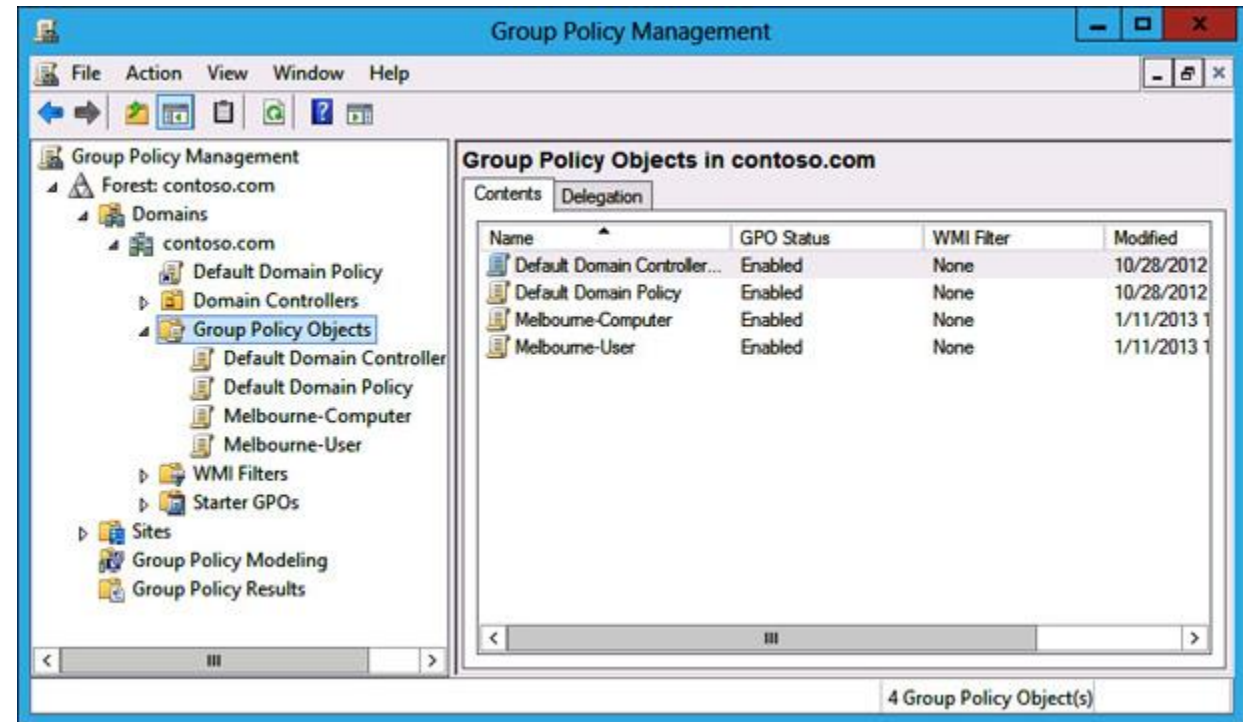 Group Policy Management
File Action View Window Help
Group Policy Management
Forest: contoso.com
Domains
contoso.com
Default Domain Policy
Domain Controllers
Group Policy Objects
Default Domain Controller
Default Domain Policy
Melbourne-Computer
Melbourne-User
WMI Filters
Starter GPOs
Sites
Group Policy Modeling
Group Policy Results
Group Policy Objects in contoso.com
Contents Delegation
Name GPO Status WMI Filter Modified
Default Domain Controller... Enabled None 10/28/2012
Default Domain Policy Enabled None 10/28/2012
Melbourne-Computer Enabled None 1/11/2013 1
Melbourne-User Enabled None 1/11/2013 1
4 Group Policy Object(s)